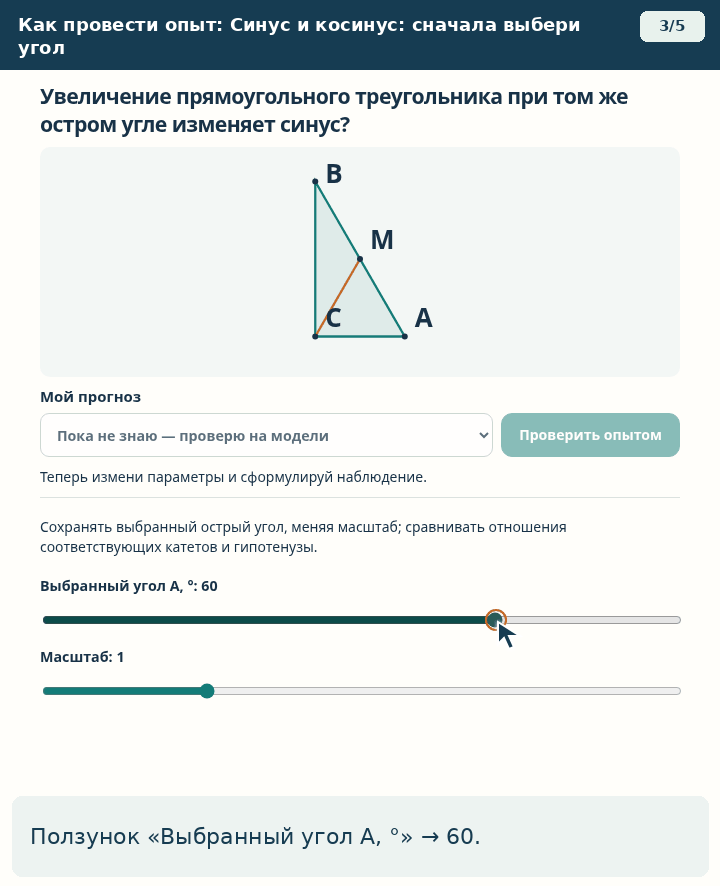 Как провести опыт: Синус и косинус: сначала выбери
угол
3/5
Увеличение прямоугольного треугольника при том же
остром угле изменяет синус?
B
M
C
A
Мой прогноз
Пока не знаю — проверю на модели
Проверить опытом
Теперь измени параметры и сформулируй наблюдение.
Сохранять выбранный острый угол, меняя масштаб; сравнивать отношения
соответствующих катетов и гипотенузы.
Выбранный угол A, °: 60
Масштаб: 1
Ползунок «Выбранный угол A, °» → 60.